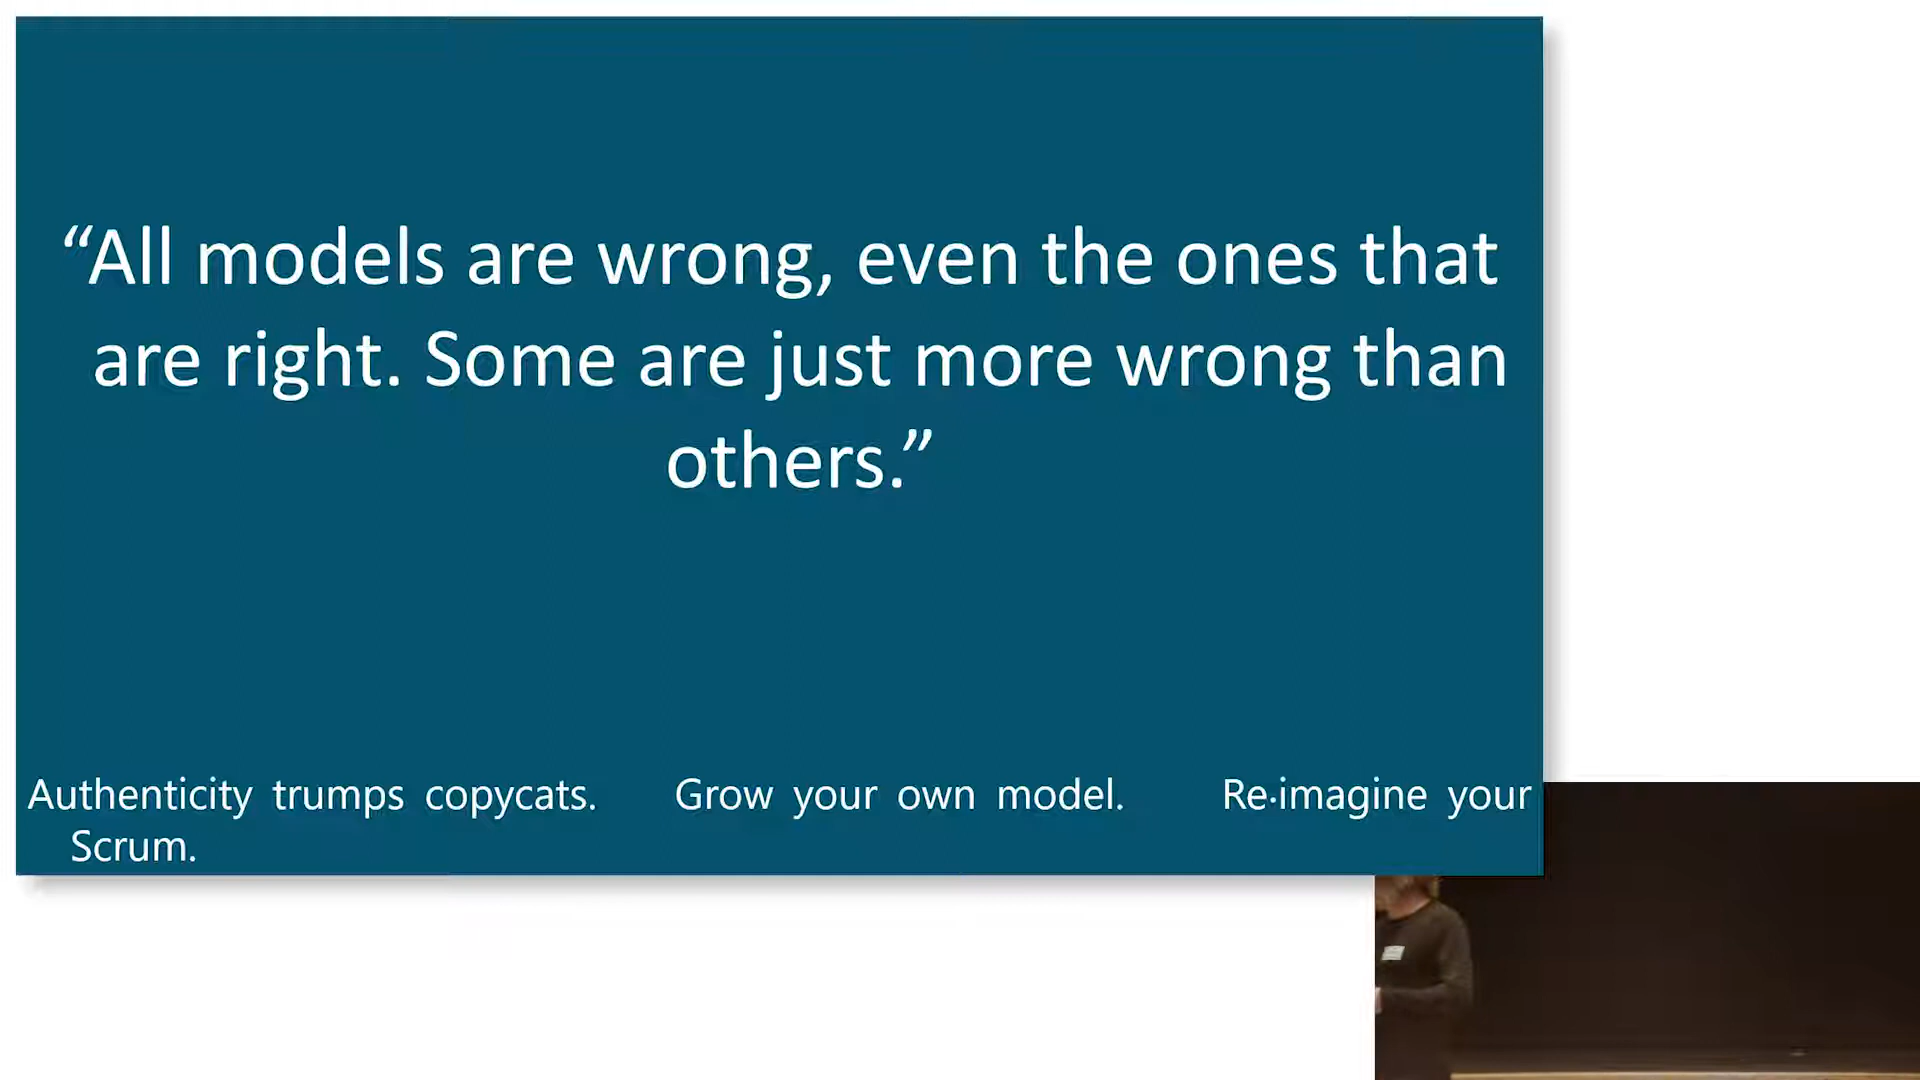 “All models are wrong, even the ones that
are right. Some are just more wrong than
others.”
Authenticity trumps copycats. Grow your own model. Re·imagine your
Scrum.